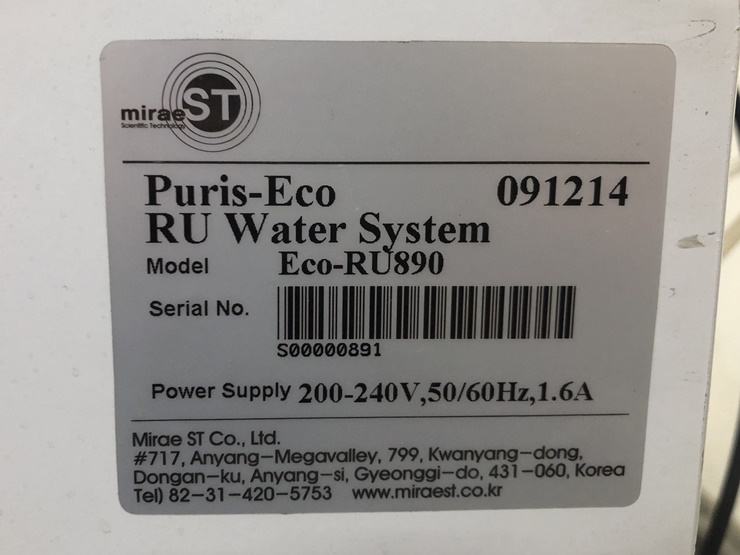 mirae ST
Scientific Technology
Puris-Eco 091214
RU Water System
Model Eco-RU890
Serial No.
S00000891
Power Supply 200-240V,50/60Hz,1.6A
Mirae ST Co., Ltd.
#717, Anyang-Megavalley, 799, Kwanyang-dong,
Dongan-ku, Anyang-si, Gyeonggi-do, 431-060, Korea
Tel) 82-31-420-5753 www.miraest.co.kr